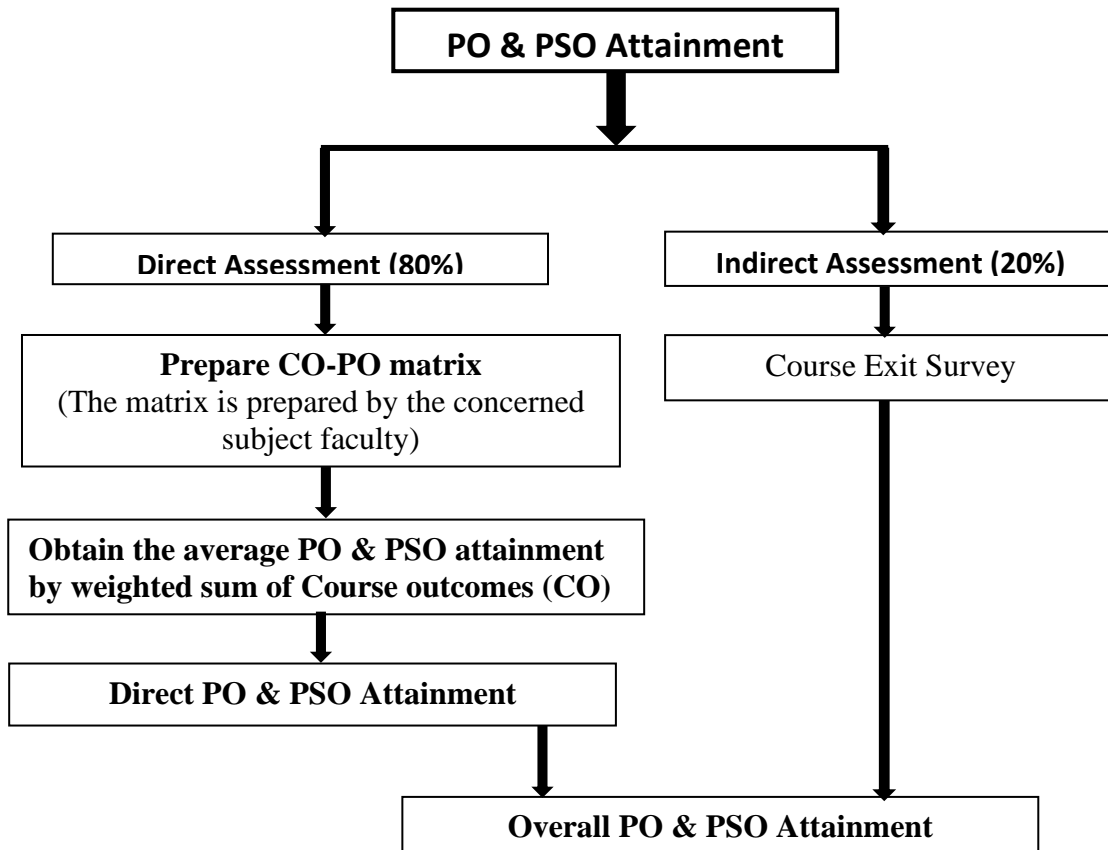 PO & PSO Attainment
Direct Assessment (80%)
Indirect Assessment (20%)
Prepare CO-PO matrix
(The matrix is prepared by the concerned
subject faculty)
Course Exit Survey
Obtain the average PO & PSO attainment
by weighted sum of Course outcomes (CO)
Direct PO & PSO Attainment
Overall PO & PSO Attainment